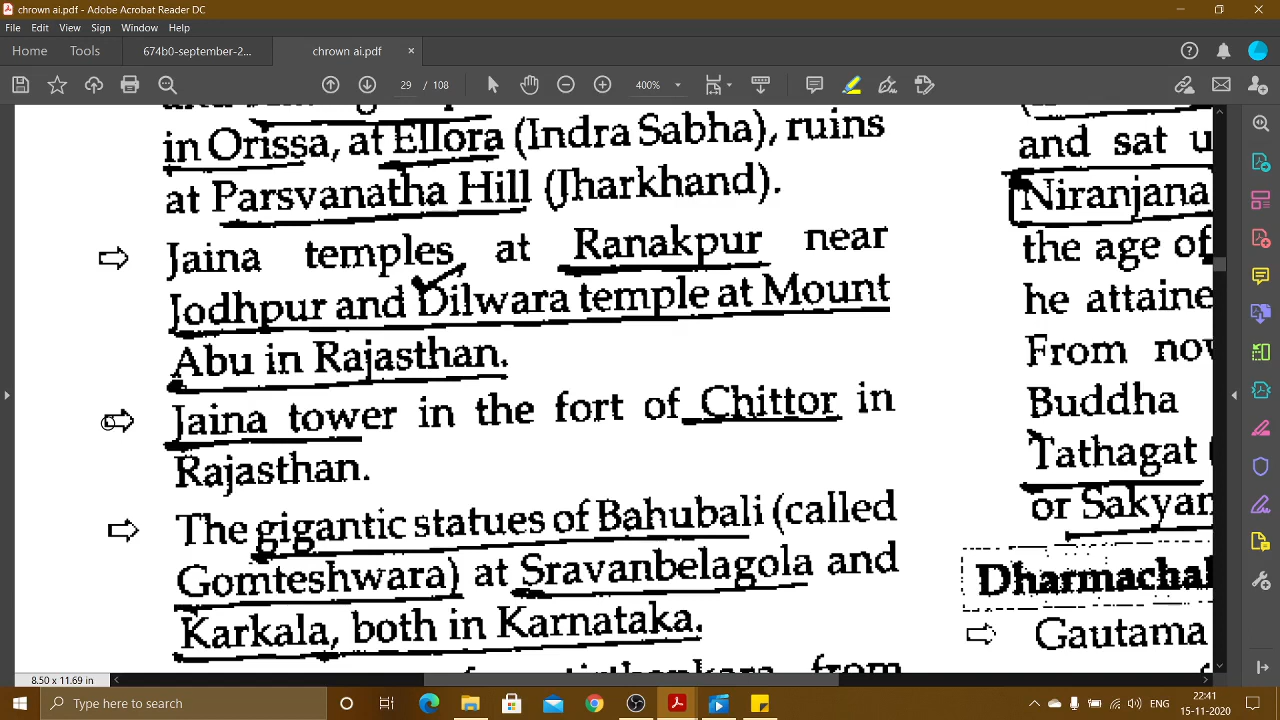 chrown ai.pdf - Adobe Acrobat Reader DC
File Edit View Sign Window Help
Home Tools 674b0-september-2... chrown ai.pdf ×
29 / 108 400%
in Orissa, at Ellora (Indra Sabha), ruins
at Parsvanatha Hill (Jharkhand).
⇨ Jaina temples at Ranakpur near
Jodhpur and Dilwara temple at Mount
Abu in Rajasthan.
⇨ Jaina tower in the fort of Chittor in
Rajasthan.
⇨ The gigantic statues of Bahubali (called
Gomteshwara) at Sravanbelagola and
Karkala, both in Karnataka.
from
and sat u
Niranjana
the age of
he attaine
From nov
Buddha
Tathagat (
or Sakyan
Dharmachak
⇨ Gautama
8.50 x 11.69 in
Type here to search
ENG
22:41
15-11-2020